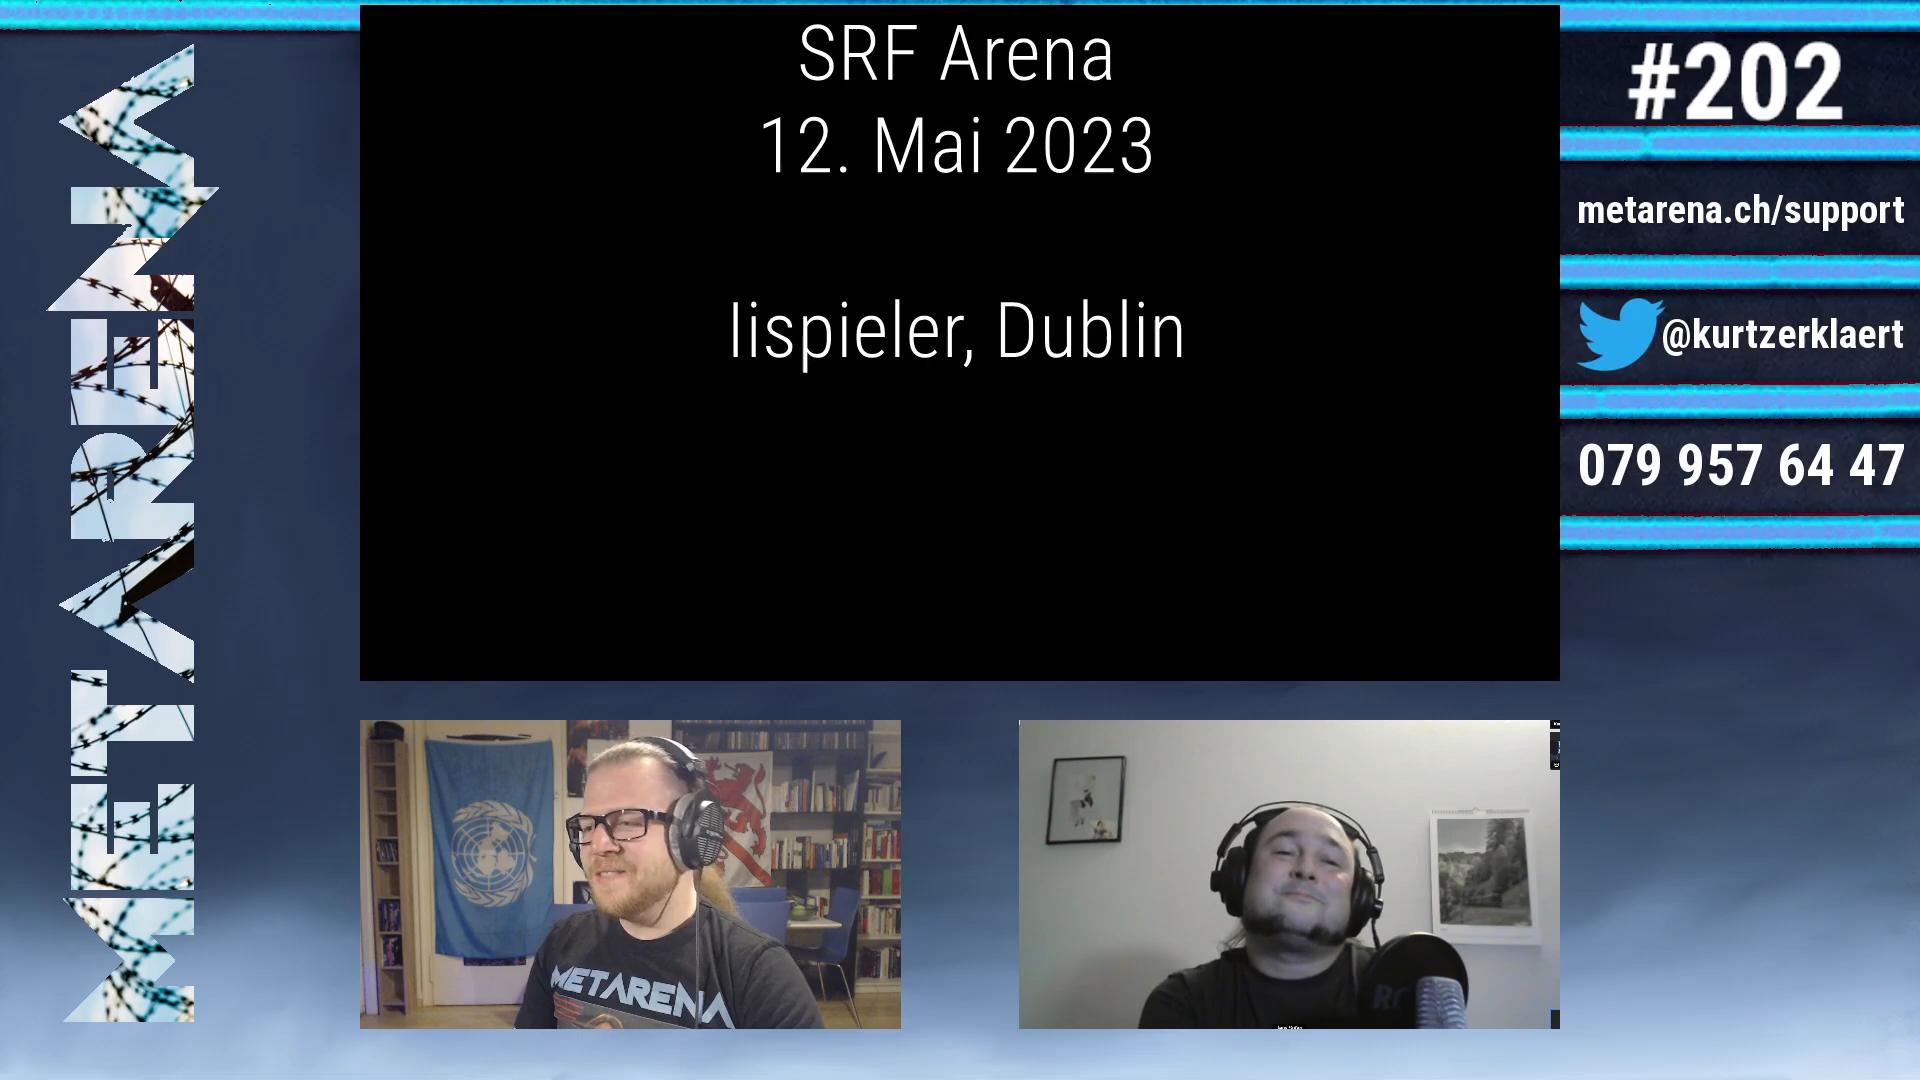 METARENA
SRF Arena
12. Mai 2023
Iispieler, Dublin
#202
metarena.ch/support
@kurtzerklaert
079 957 64 47
METARENA